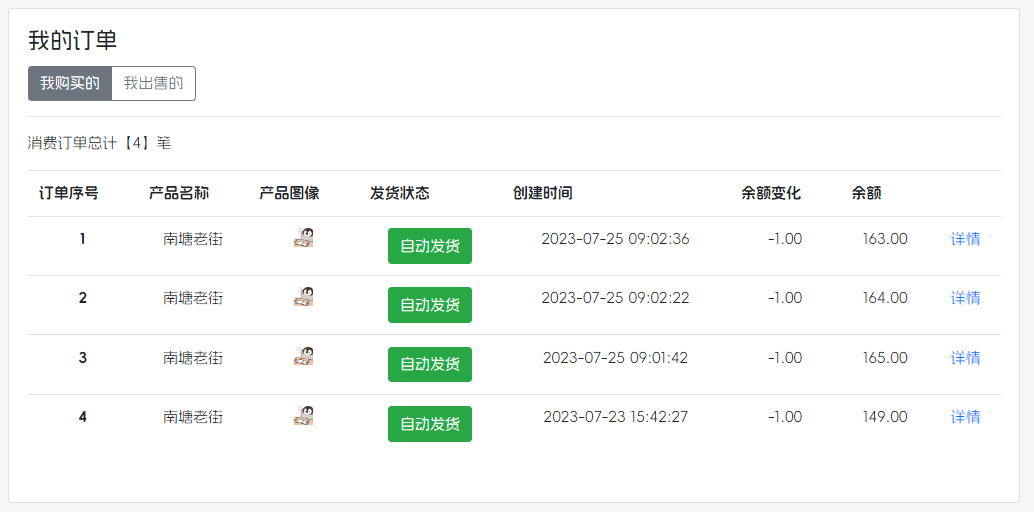 我的订单
我购买的 我出售的
消费订单总计【4】笔
订单序号 产品名称 产品图像 发货状态 创建时间 余额变化 余额
1 南塘老街 自动发货 2023-07-25 09:02:36 -1.00 163.00 详情
2 南塘老街 自动发货 2023-07-25 09:02:22 -1.00 164.00 详情
3 南塘老街 自动发货 2023-07-25 09:01:42 -1.00 165.00 详情
4 南塘老街 自动发货 2023-07-23 15:42:27 -1.00 149.00 详情